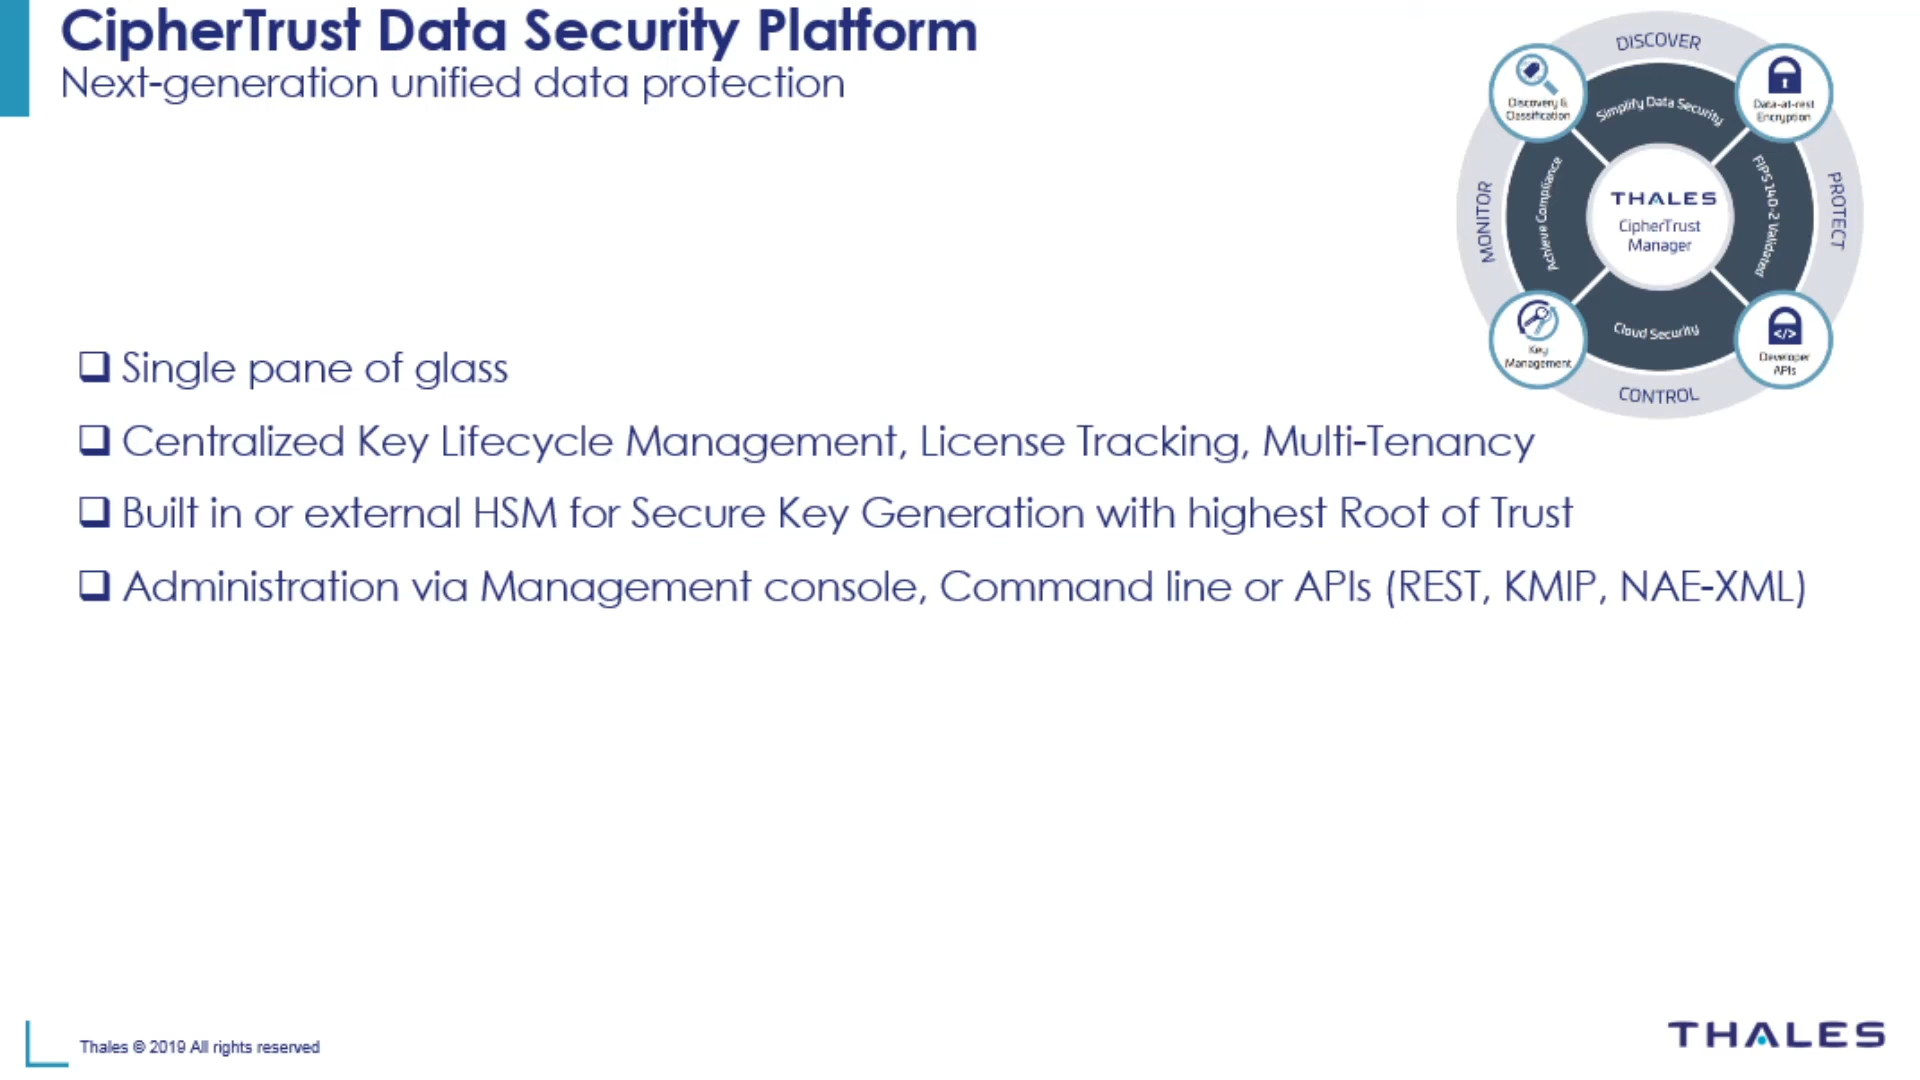 CipherTrust Data Security Platform
Next-generation unified data protection
DISCOVER
Discovery &
Classification
Simplify Data Security
Data-at-rest
Encryption
MONITOR
Achieve Compliance
THALES
CipherTrust
Manager
FIPS 140-2 Validated
PROTECT
Key
Management
Cloud Security
Developer
APIs
CONTROL
Single pane of glass
Centralized Key Lifecycle Management, License Tracking, Multi-Tenancy
Built in or external HSM for Secure Key Generation with highest Root of Trust
Administration via Management console, Command line or APIs (REST, KMIP, NAE-XML)
Thales © 2019 All rights reserved
THALES